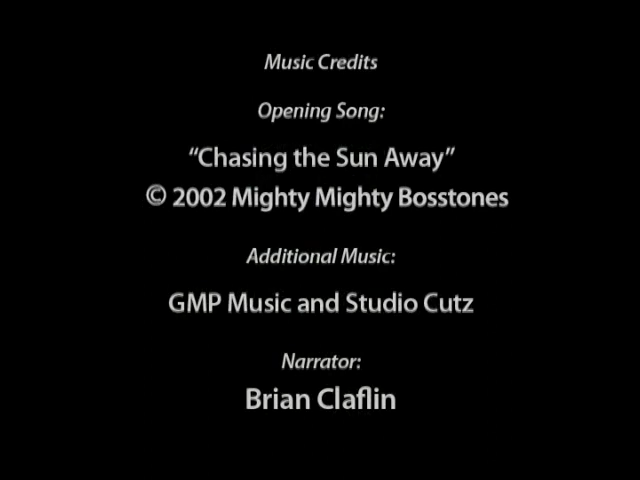 Music Credits
Opening Song:
“Chasing the Sun Away”
© 2002 Mighty Mighty Bosstones
Additional Music:
GMP Music and Studio Cutz
Narrator:
Brian Claflin